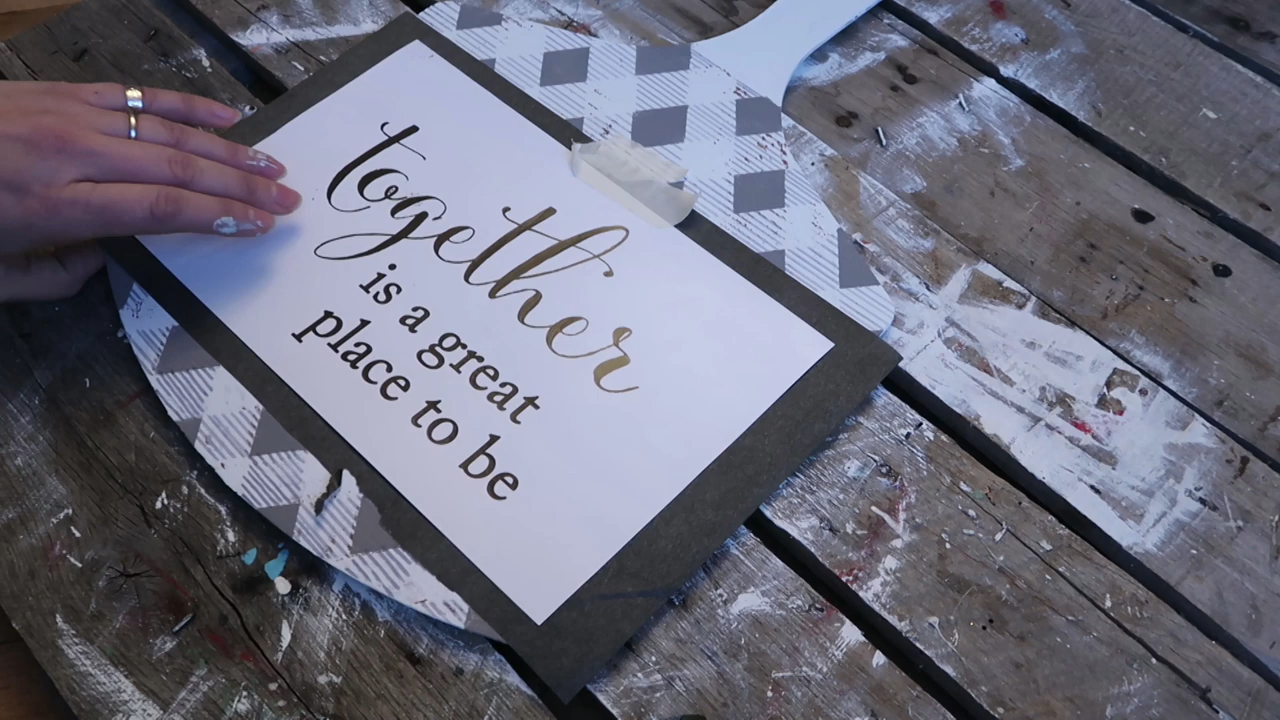 together
is a great
place to be